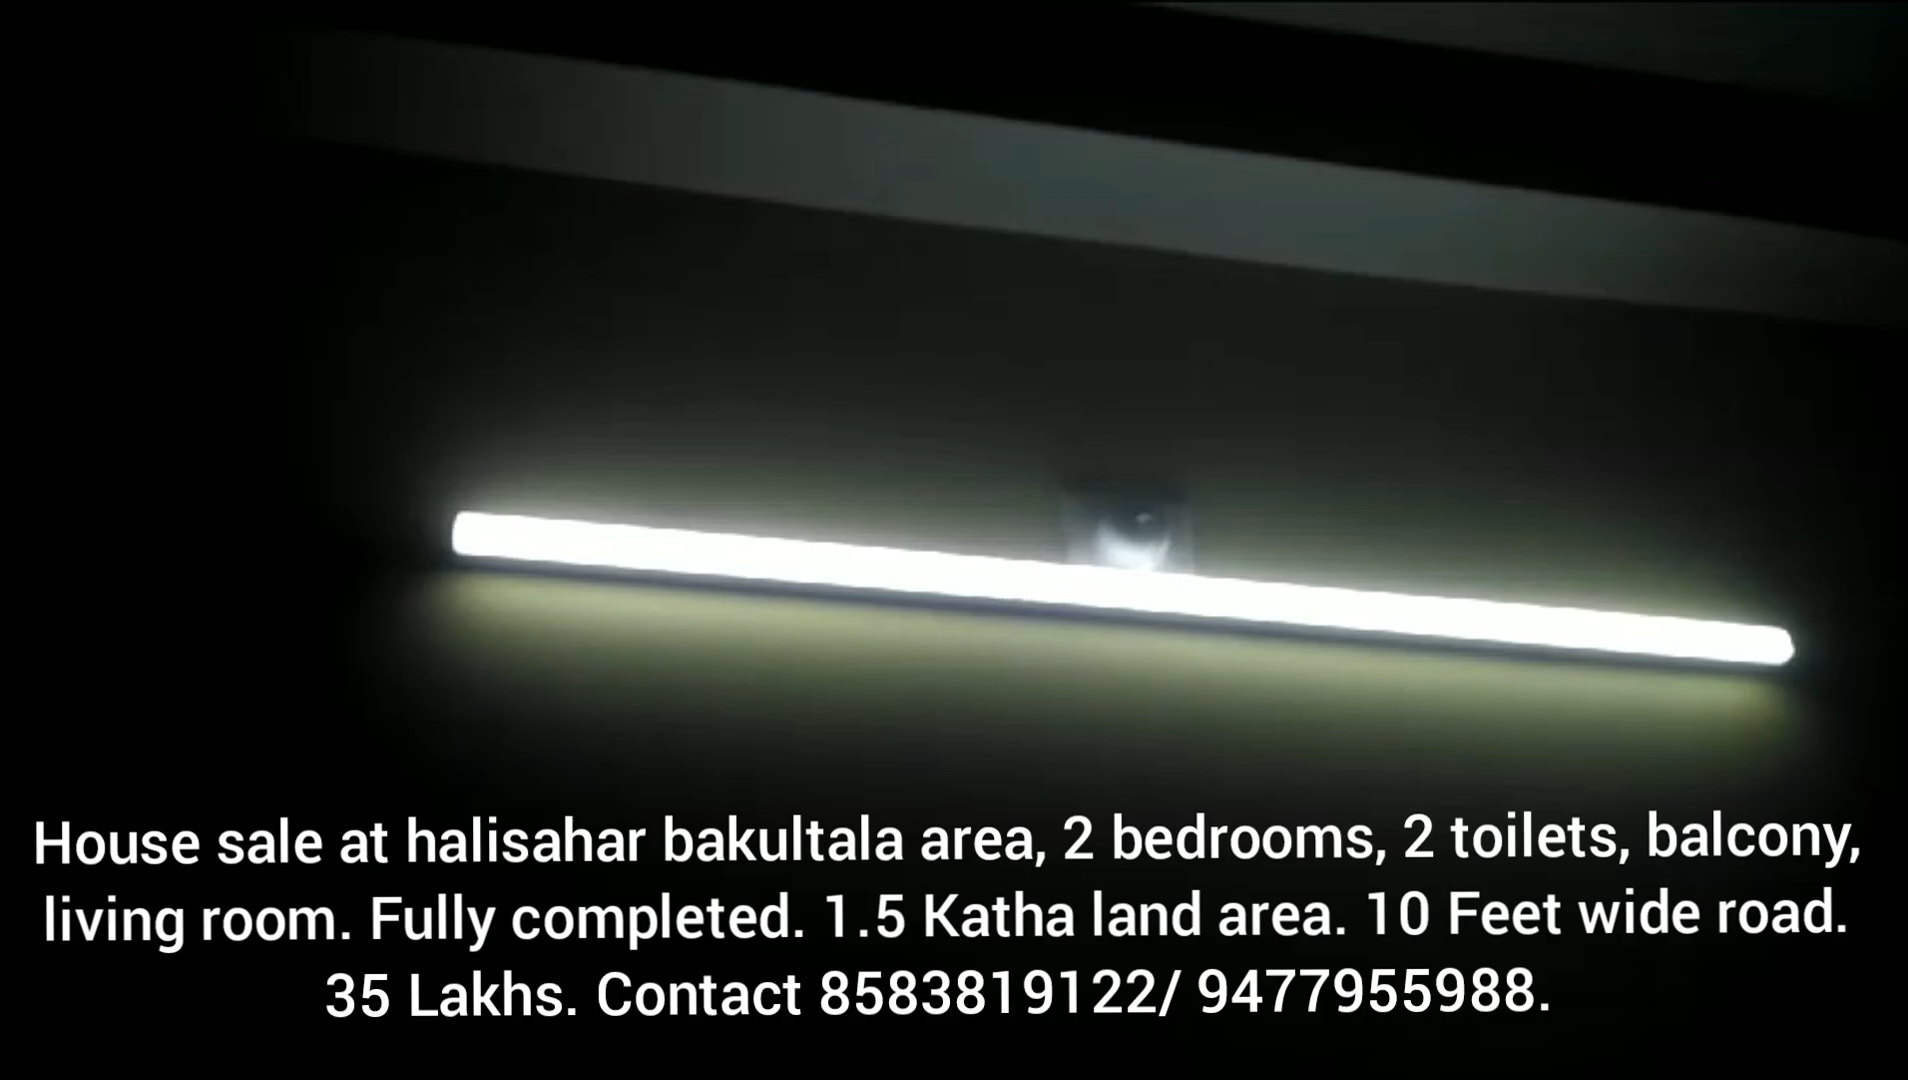 House sale at halisahar bakultala area, 2 bedrooms, 2 toilets, balcony,
living room. Fully completed. 1.5 Katha land area. 10 Feet wide road.
35 Lakhs. Contact 8583819122/ 9477955988.